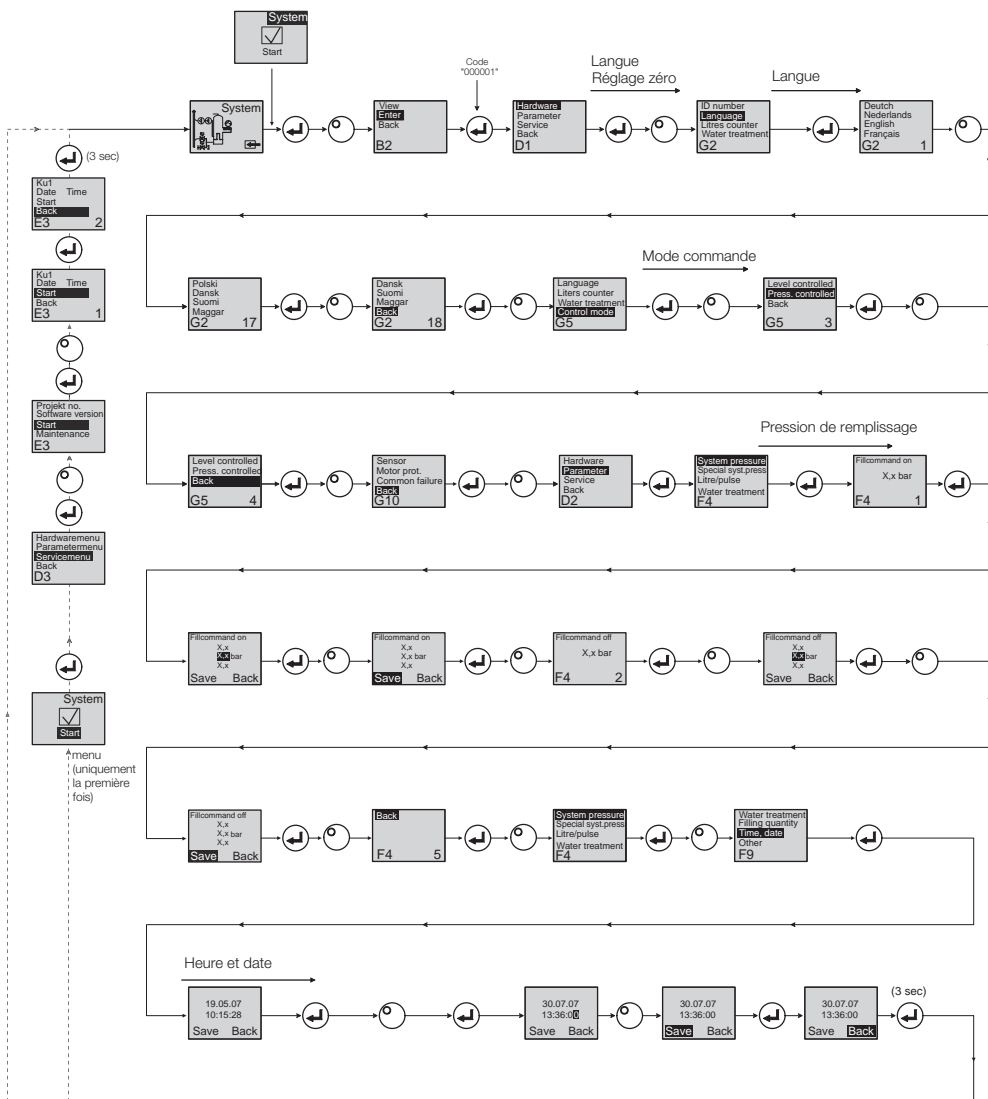 System
Start
Code
"000001"
Langue
Réglage zéro
Langue
System
View
Enter
Back
B2
Hardware
Parameter
Service
Back
D1
ID number
Language
Litres counter
Water treatment
G2
Deutch
Nederlands
English
Français
G2 1
(3 sec)
Ku1
Date Time
Start
Back
E3 2
Ku1
Date Time
Start
Back
E3 1
Projekt no.
Software version
Start
Maintenance
E3
Hardwaremenu
Parametermenu
Servicemenu
Back
D3
System
Start
menu
(uniquement
la première
fois)
Polski
Dansk
Suomi
Maggar
G2 17
Dansk
Suomi
Maggar
Back
G2 18
Language
Liters counter
Water treatment
Control mode
G5
Mode commande
Level controlled
Press. controlled
Back
G5 3
Level controlled
Press. controlled
Back
G5 4
Sensor
Motor prot.
Common failure
Back
G10
Hardware
Parameter
Service
Back
D2
Pression de remplissage
System pressure
Special syst.press
Litre/pulse
Water treatment
F4
Fillcommand on
X,x bar
F4 1
Fillcommand on
X,x
X,x bar
X,x
Save Back
Fillcommand on
X,x
X,x bar
X,x
Save Back
Fillcommand off
X,x bar
F4 2
Fillcommand off
X,x
X,x bar
X,x
Save Back
Fillcommand off
X,x
X,x bar
X,x
Save Back
Back
F4 5
System pressure
Special syst.press
Litre/pulse
Water treatment
F4
Water treatment
Filling quantity
Time, date
Other
F9
Heure et date
19.05.07
10:15:28
Save Back
30.07.07
13:36:00
Save Back
30.07.07
13:36:00
Save Back
30.07.07
13:36:00
Save Back
(3 sec)